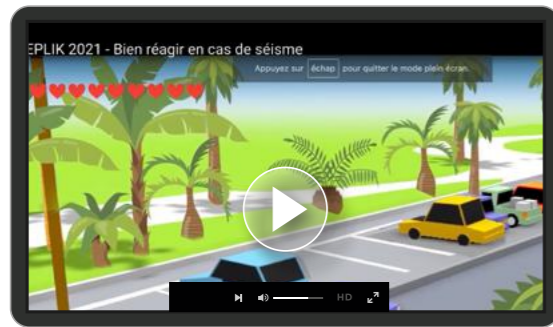 EPLIK 2021 - Bien réagir en cas de séisme
Appuyez sur échap pour quitter le mode plein écran.
HD